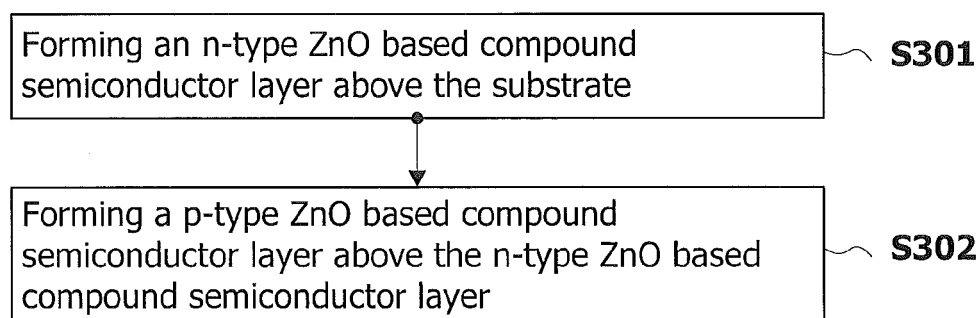 Forming an n-type ZnO based compound
semiconductor layer above the substrate
S301
Forming a p-type ZnO based compound
semiconductor layer above the n-type ZnO based
compound semiconductor layer
S302